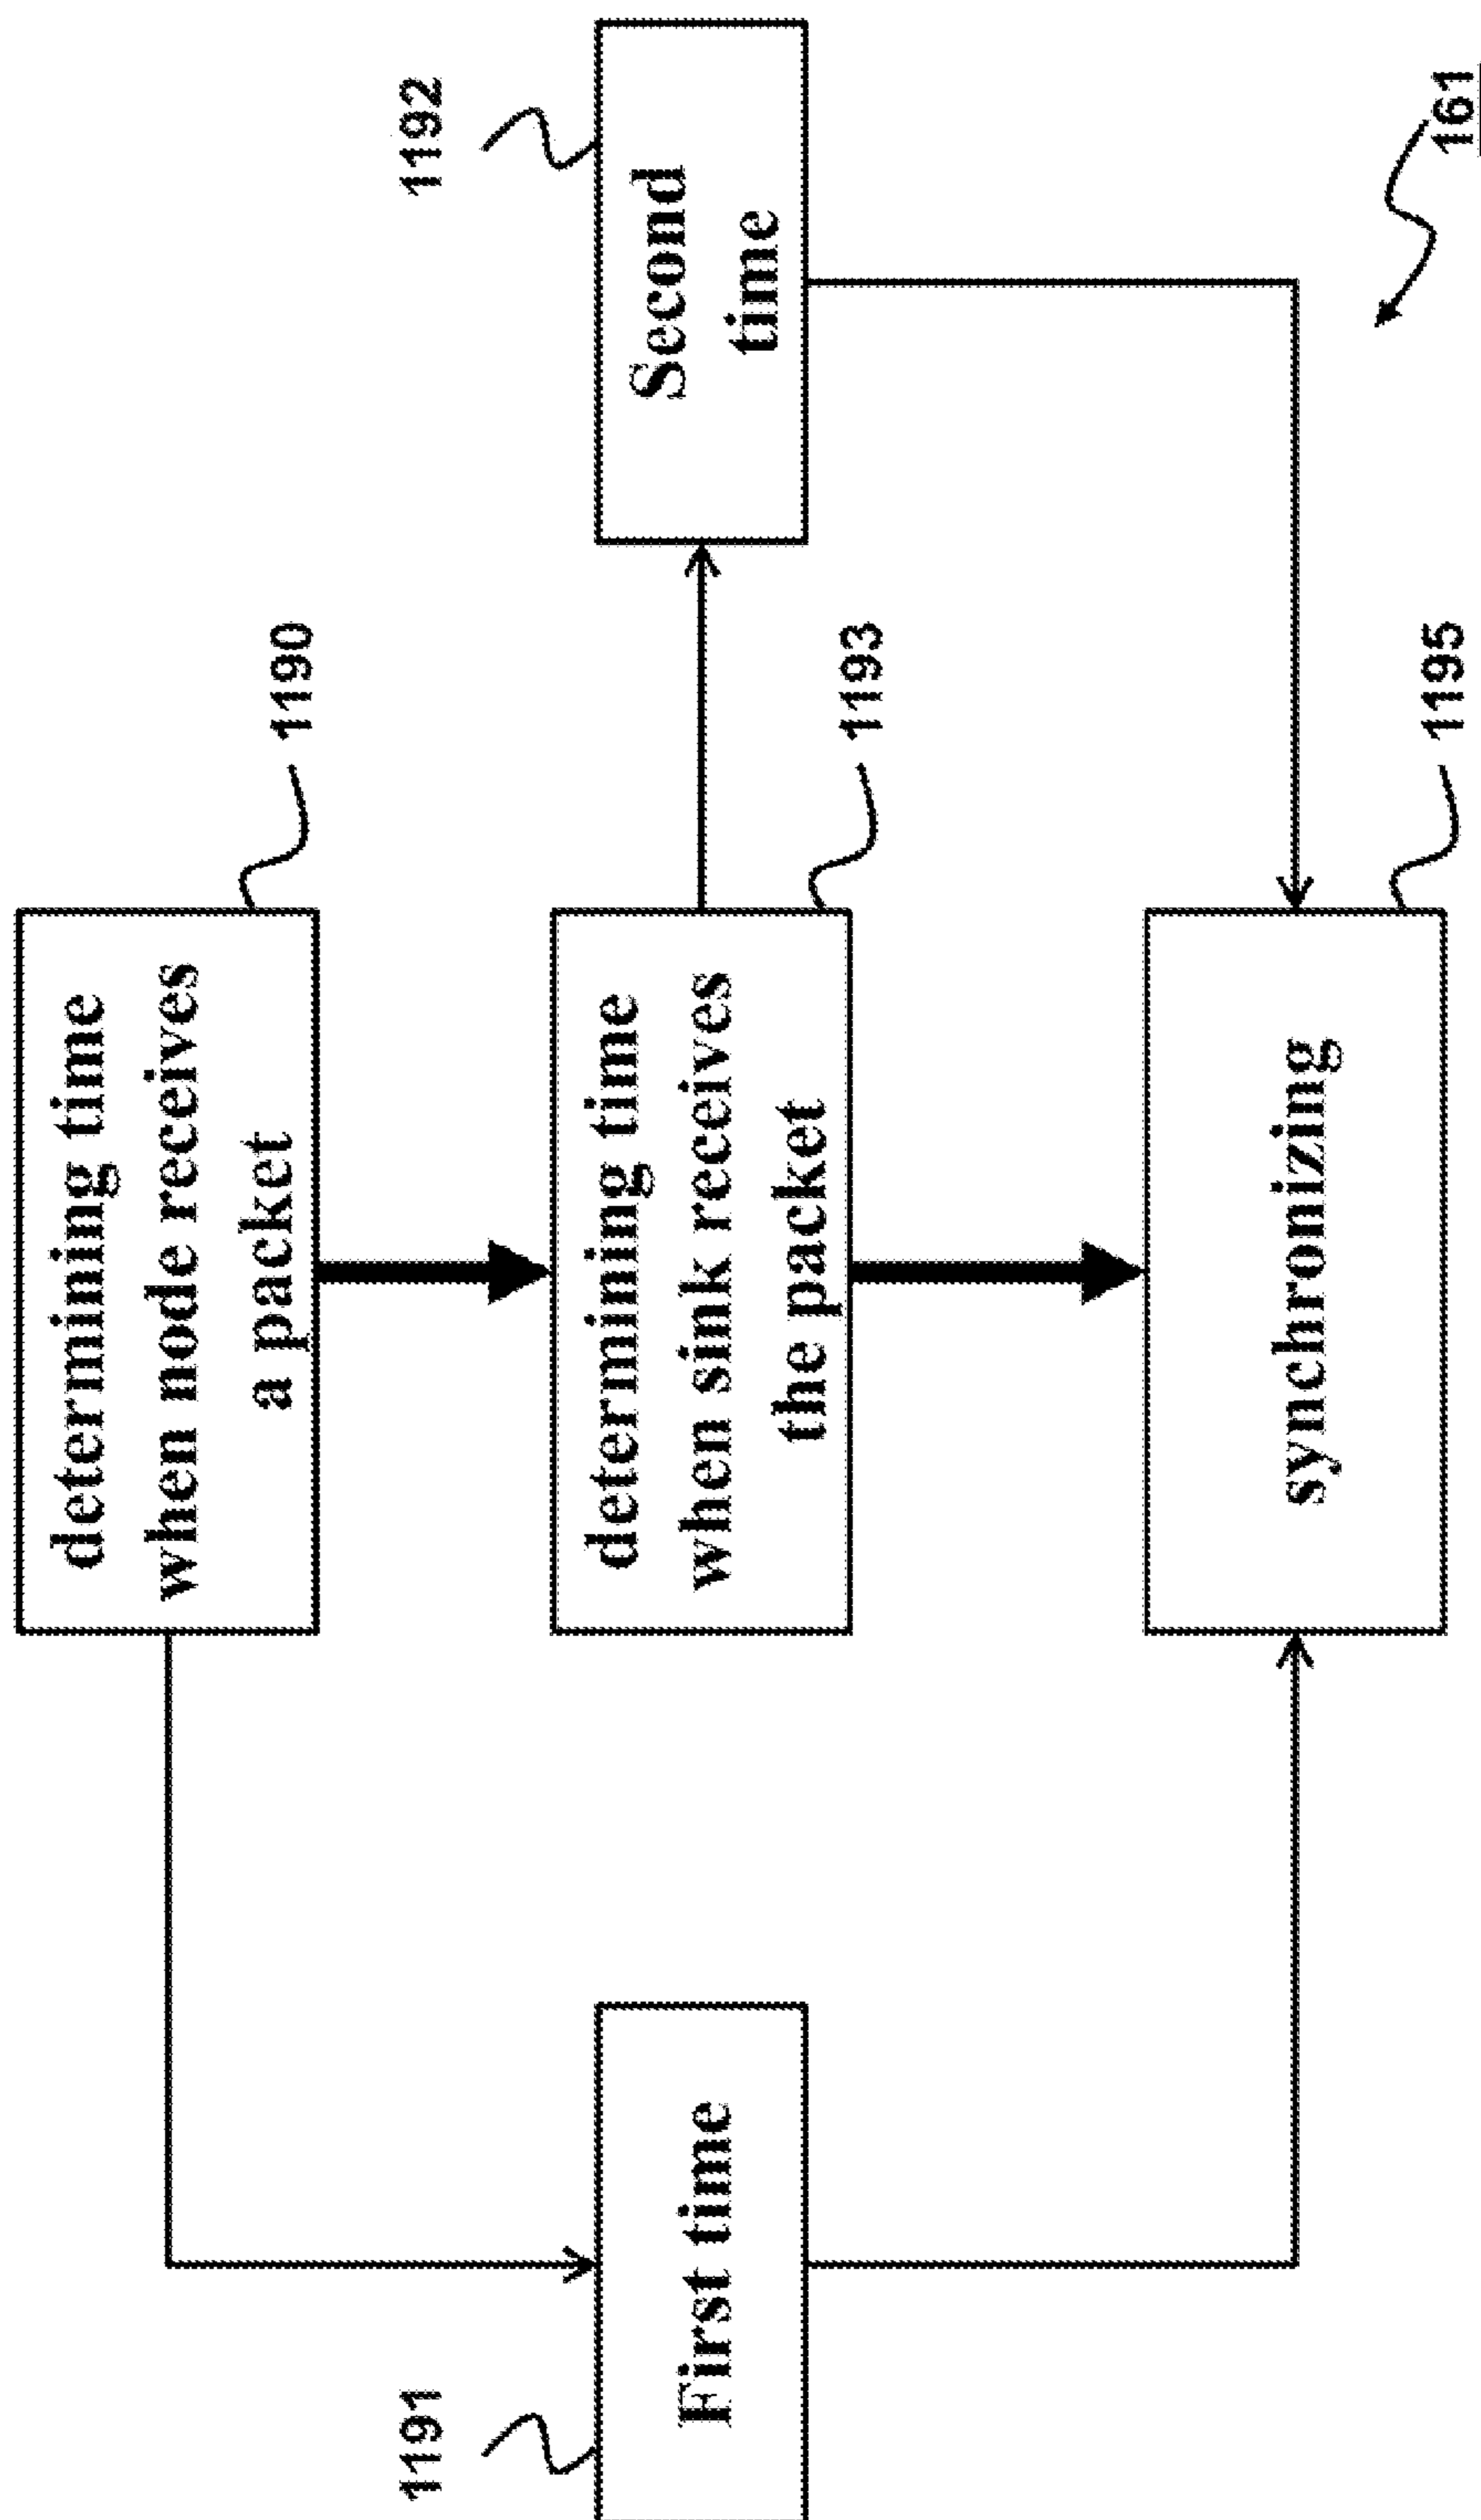 determining time
when node receives
a packet
1190
1191
First time
determining time
when sink receives
the packet
1193
1192
Second
time
synchronizing
1195
161